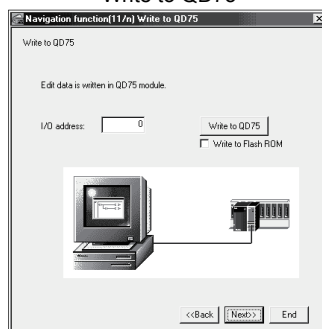 Write to QD75
Navigation function(11/n) Write to QD75
Write to QD75
Edit data is written in QD75 module.
I/O address: 0 Write to QD75
Write to Flash ROM
<<Back Next>> End